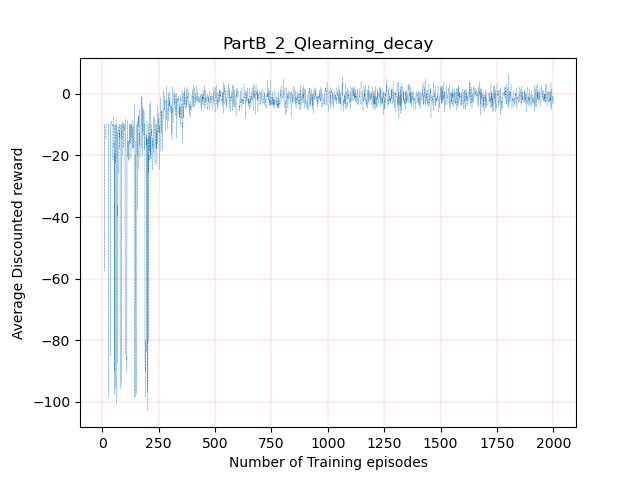 PartB_2_Qlearning_decay
0
−20
−40
−60
−80
−100
Average Discounted reward
0 250 500 750 1000 1250 1500 1750 2000
Number of Training episodes